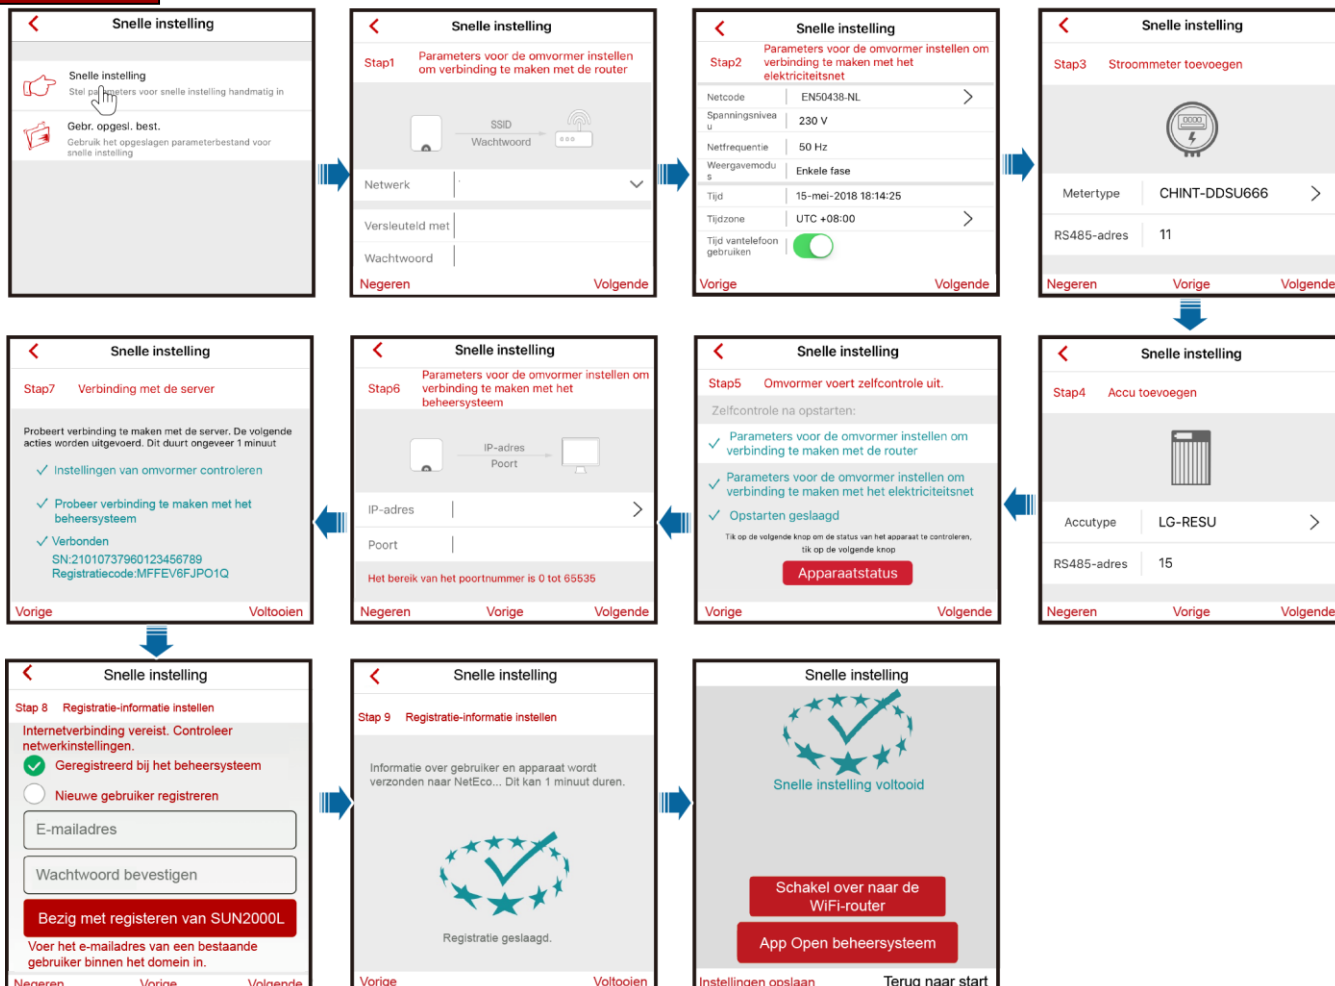 Snelle instelling
Snelle instelling
Stel parameters voor snelle instelling handmatig in
Gebr. opgesl. best.
Gebruik het opgeslagen parameterbestand voor
snelle instelling
Snelle instelling
Stap1
Parameters voor de omvormer instellen
om verbinding te maken met de router
SSID
Wachtwoord
Netwerk
Versleuteld met
Wachtwoord
Negeren
Volgende
Snelle instelling
Stap2
Parameters voor de omvormer instellen om
verbinding te maken met het
elektriciteitsnet
Netcode
EN50438-NL
Spanningsnivea
u
230 V
Netfrequentie
50 Hz
Weergavemodu
s
Enkele fase
Tijd
15-mei-2018 18:14:25
Tijdzone
UTC +08:00
Tijd vantelefoon
gebruiken
Vorige
Volgende
Snelle instelling
Stap3
Stroommeter toevoegen
Metertype
CHINT-DDSU666
RS485-adres
11
Negeren
Vorige
Volgende
Snelle instelling
Stap4
Accu toevoegen
Accutype
LG-RESU
RS485-adres
15
Negeren
Vorige
Volgende
Snelle instelling
Stap5
Omvormer voert zelfcontrole uit.
Zelfcontrole na opstarten:
Parameters voor de omvormer instellen om
verbinding te maken met de router
Parameters voor de omvormer instellen om
verbinding te maken met het elektriciteitsnet
Opstarten geslaagd
Tik op de volgende knop om de status van het apparaat te controleren,
tik op de volgende knop
Apparaatstatus
Vorige
Volgende
Snelle instelling
Stap6
Parameters voor de omvormer instellen om
verbinding te maken met het
beheersysteem
IP-adres
Poort
IP-adres
Poort
Het bereik van het poortnummer is 0 tot 65535
Negeren
Vorige
Volgende
Snelle instelling
Stap7
Verbinding met de server
Probeert verbinding te maken met de server. De volgende
acties worden uitgevoerd. Dit duurt ongeveer 1 minuut
Instellingen van omvormer controleren
Probeer verbinding te maken met het
beheersysteem
Verbonden
SN:21010737960123456789
Registratiecode:MFFEV6FJPO1Q
Vorige
Voltooien
Snelle instelling
Stap 8
Registratie-informatie instellen
Internetverbinding vereist. Controleer
netwerkinstellingen.
Geregistreerd bij het beheersysteem
Nieuwe gebruiker registreren
E-mailadres
Wachtwoord bevestigen
Bezig met registeren van SUN2000L
Voer het e-mailadres van een bestaande
gebruiker binnen het domein in.
Negeren
Vorige
Volgende
Snelle instelling
Stap 9
Registratie-informatie instellen
Informatie over gebruiker en apparaat wordt
verzonden naar NetEco... Dit kan 1 minuut duren.
Registratie geslaagd.
Vorige
Voltooien
Snelle instelling
Snelle instelling voltooid
Schakel over naar de
WiFi-router
App Open beheersysteem
Instellingen opslaan
Terug naar start